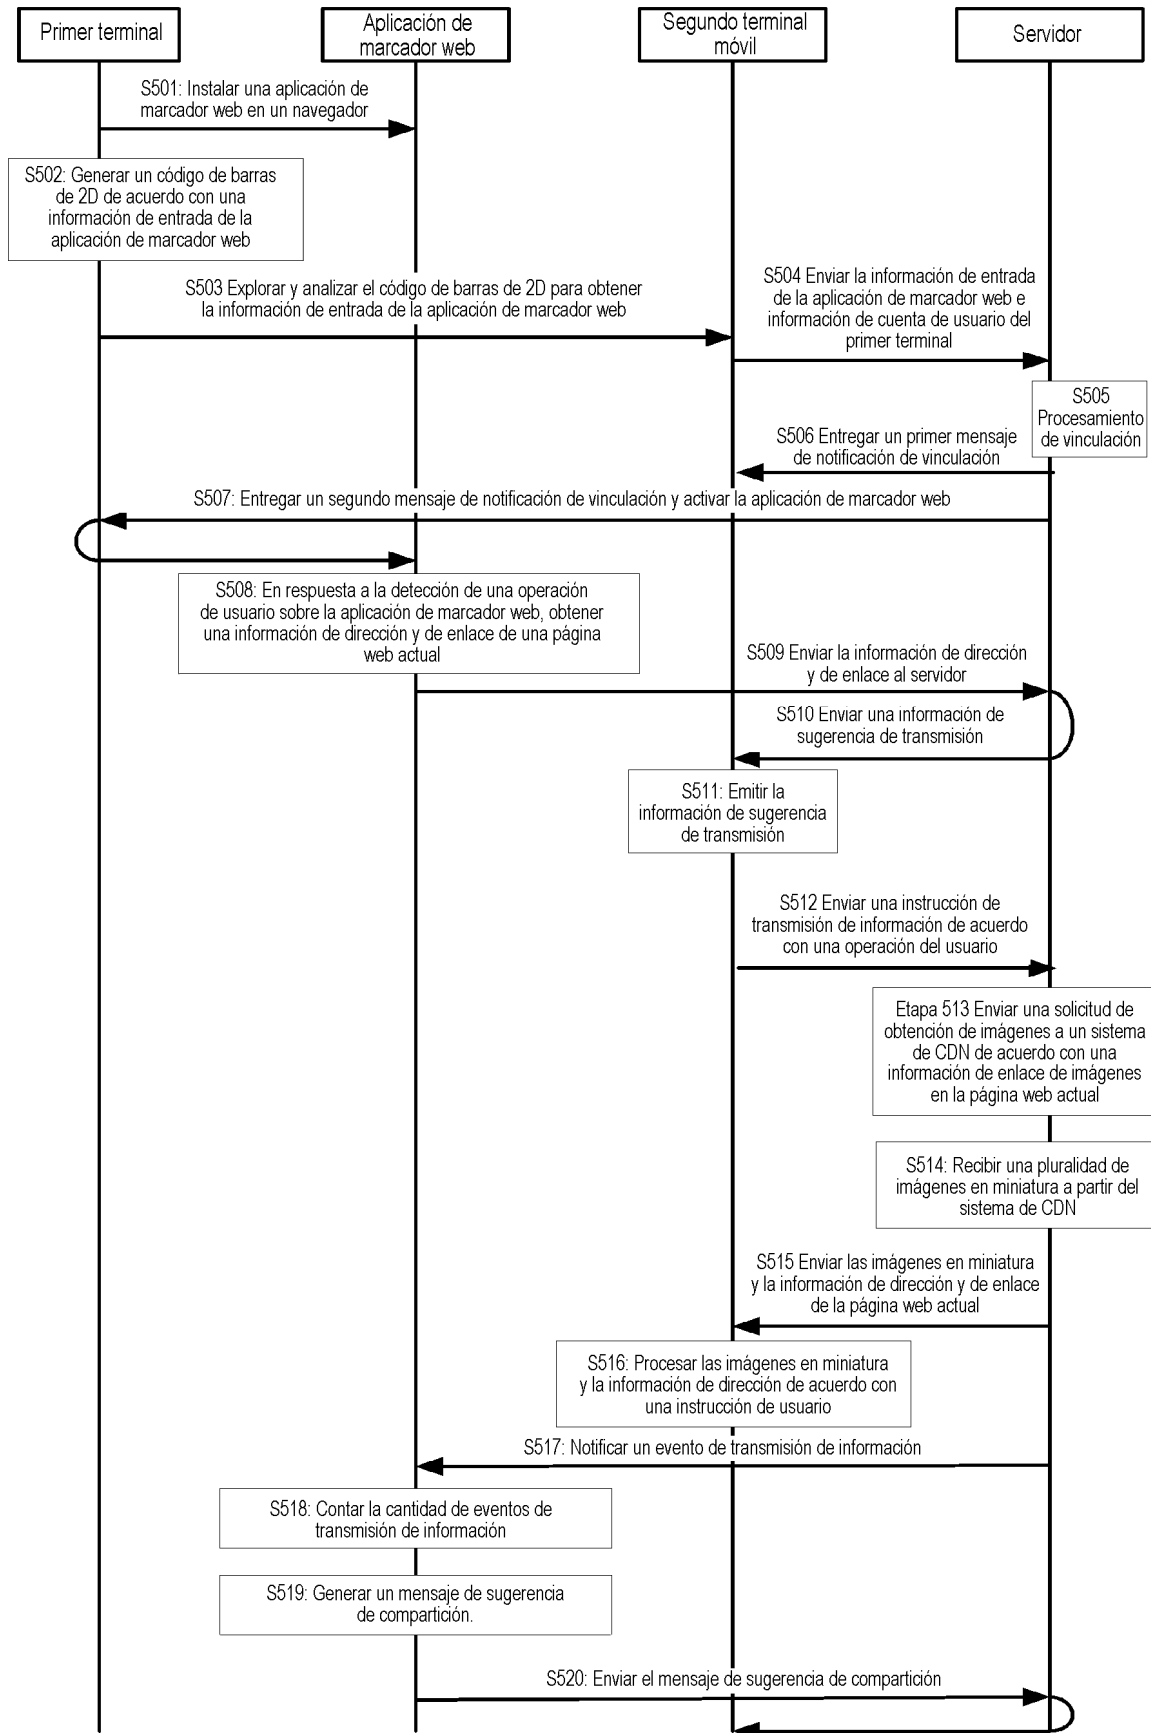 Primer terminal
Aplicación de
marcador web
Segundo terminal
móvil
Servidor
S501: Instalar una aplicación de
marcador web en un navegador
S502: Generar un código de barras
de 2D de acuerdo con una
información de entrada de la
aplicación de marcador web
S503 Explorar y analizar el código de barras de 2D para obtener
la información de entrada de la aplicación de marcador web
S504 Enviar la información de entrada
de la aplicación de marcador web e
información de cuenta de usuario del
primer terminal
S505
Procesamiento
de vinculación
S506 Entregar un primer mensaje
de notificación de vinculación
S507: Entregar un segundo mensaje de notificación de vinculación y activar la aplicación de marcador web
S508: En respuesta a la detección de una operación
de usuario sobre la aplicación de marcador web, obtener
una información de dirección y de enlace de una página
web actual
S509 Enviar la información de dirección
y de enlace al servidor
S510 Enviar una información de
sugerencia de transmisión
S511: Emitir la
información de sugerencia
de transmisión
S512 Enviar una instrucción de
transmisión de información de acuerdo
con una operación del usuario
Etapa 513 Enviar una solicitud de
obtención de imágenes a un sistema
de CDN de acuerdo con una
información de enlace de imágenes
en la página web actual
S514: Recibir una pluralidad de
imágenes en miniatura a partir del
sistema de CDN
S515 Enviar las imágenes en miniatura
y la información de dirección y de enlace
de la página web actual
S516: Procesar las imágenes en miniatura
y la información de dirección de acuerdo con
una instrucción de usuario
S517: Notificar un evento de transmisión de información
S518: Contar la cantidad de eventos de
transmisión de información
S519: Generar un mensaje de sugerencia
de compartición.
S520: Enviar el mensaje de sugerencia de compartición